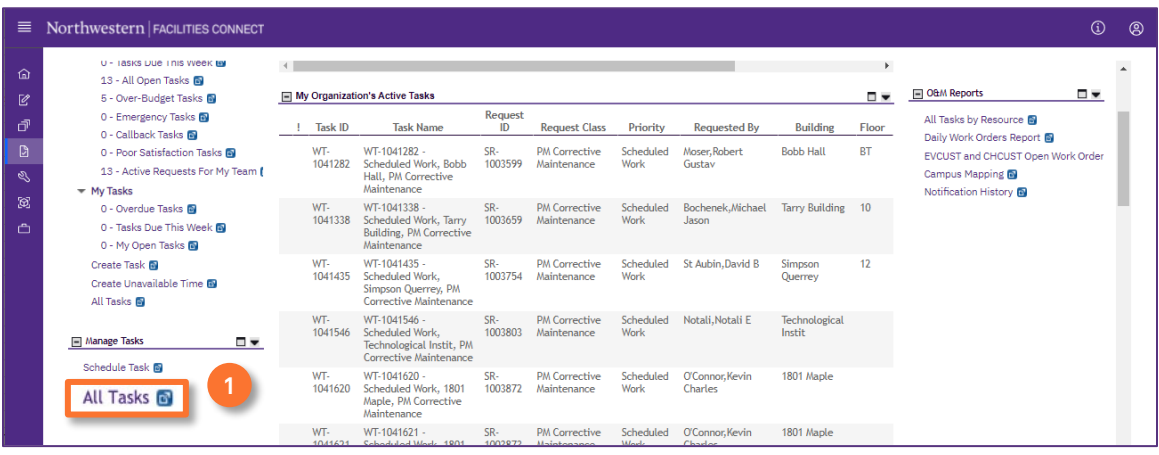 Northwestern | FACILITIES CONNECT
0 - Tasks Due This Week
13 - All Open Tasks
5 - Over-Budget Tasks
0 - Emergency Tasks
0 - Callback Tasks
0 - Poor Satisfaction Tasks
13 - Active Requests For My Team
My Tasks
0 - Overdue Tasks
0 - Tasks Due This Week
0 - My Open Tasks
Create Task
Create Unavailable Time
All Tasks
Manage Tasks
Schedule Task
All Tasks
1
My Organization's Active Tasks
! Task ID Task Name Request ID Request Class Priority Requested By Building Floor
WT-1041282 WT-1041282 - Scheduled Work, Bobb Hall, PM Corrective Maintenance SR-1003599 PM Corrective Maintenance Scheduled Work Moser,Robert Gustav Bobb Hall BT
WT-1041338 WT-1041338 - Scheduled Work, Tarry Building, PM Corrective Maintenance SR-1003659 PM Corrective Maintenance Scheduled Work Bochenek,Michael Jason Tarry Building 10
WT-1041435 WT-1041435 - Scheduled Work, Simpson Querrey, PM Corrective Maintenance SR-1003754 PM Corrective Maintenance Scheduled Work St Aubin,David B Simpson Querrey 12
WT-1041546 WT-1041546 - Scheduled Work, Technological Instit, PM Corrective Maintenance SR-1003803 PM Corrective Maintenance Scheduled Work Notali,Notali E Technological Instit
WT-1041620 WT-1041620 - Scheduled Work, 1801 Maple, PM Corrective Maintenance SR-1003872 PM Corrective Maintenance Scheduled Work O'Connor,Kevin Charles 1801 Maple
WT-1041621 WT-1041621 - Scheduled Work, 1801 SR-1003873 PM Corrective Maintenance Scheduled Work O'Connor,Kevin Charles 1801 Maple
O&M Reports
All Tasks by Resource
Daily Work Orders Report
EVCUST and CHCUST Open Work Order
Campus Mapping
Notification History